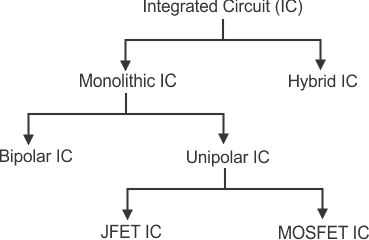 Integrated Circuit (IC)
Monolithic IC
Hybrid IC
Bipolar IC
Unipolar IC
JFET IC
MOSFET IC